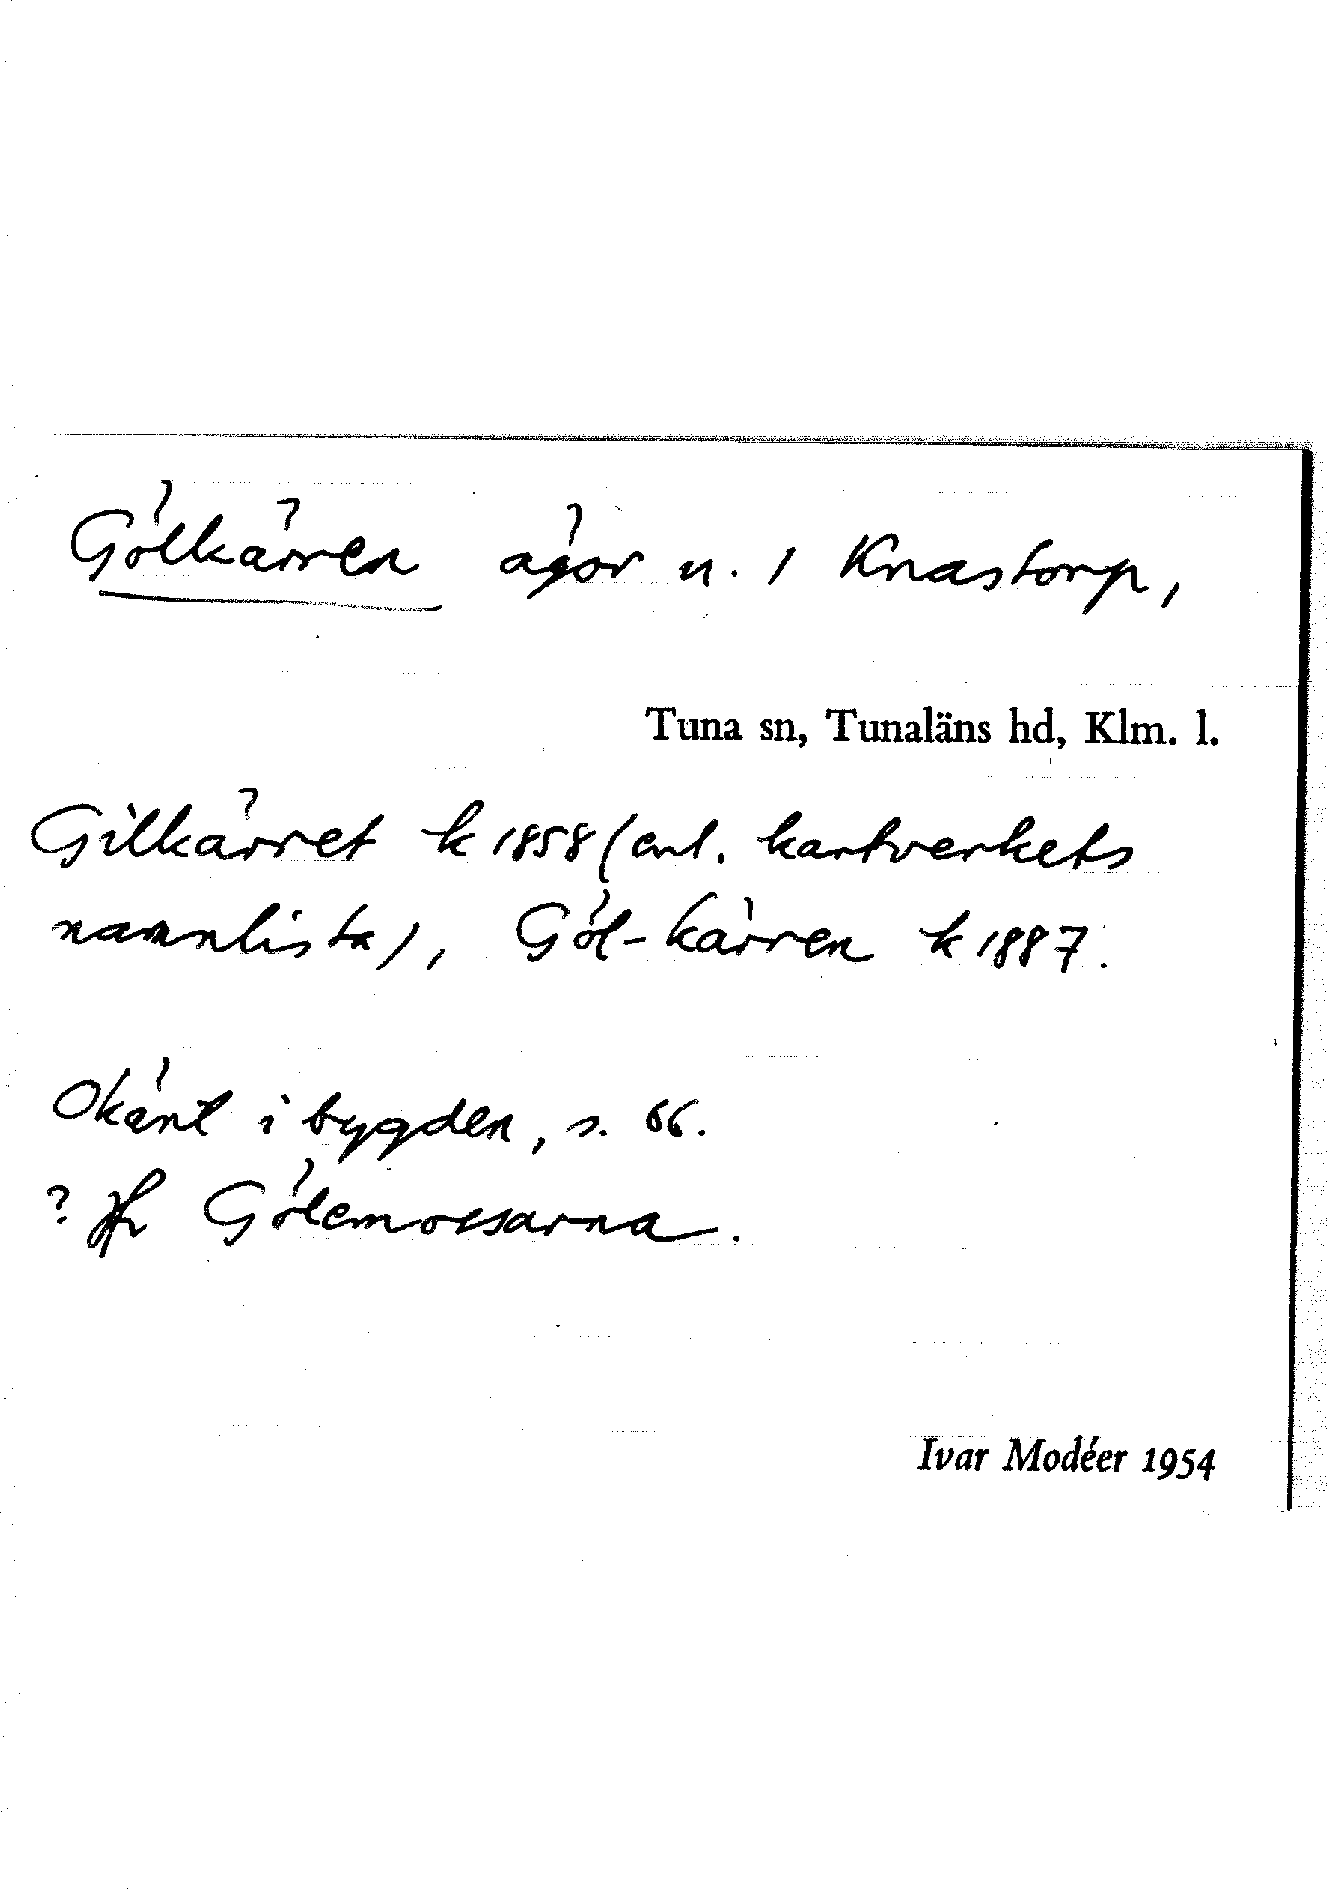 Gölkärren ägor u. 1 Knastorp,
Tuna sn, Tunaläns hd, Klm. l.
Gilkärret k 1858 (enl. kartverkets
namnlista), Göl-kärren k 1887.
Okänt i bygden, s. 66.
? jfr Gölemossarna.
Ivar Modéer 1954